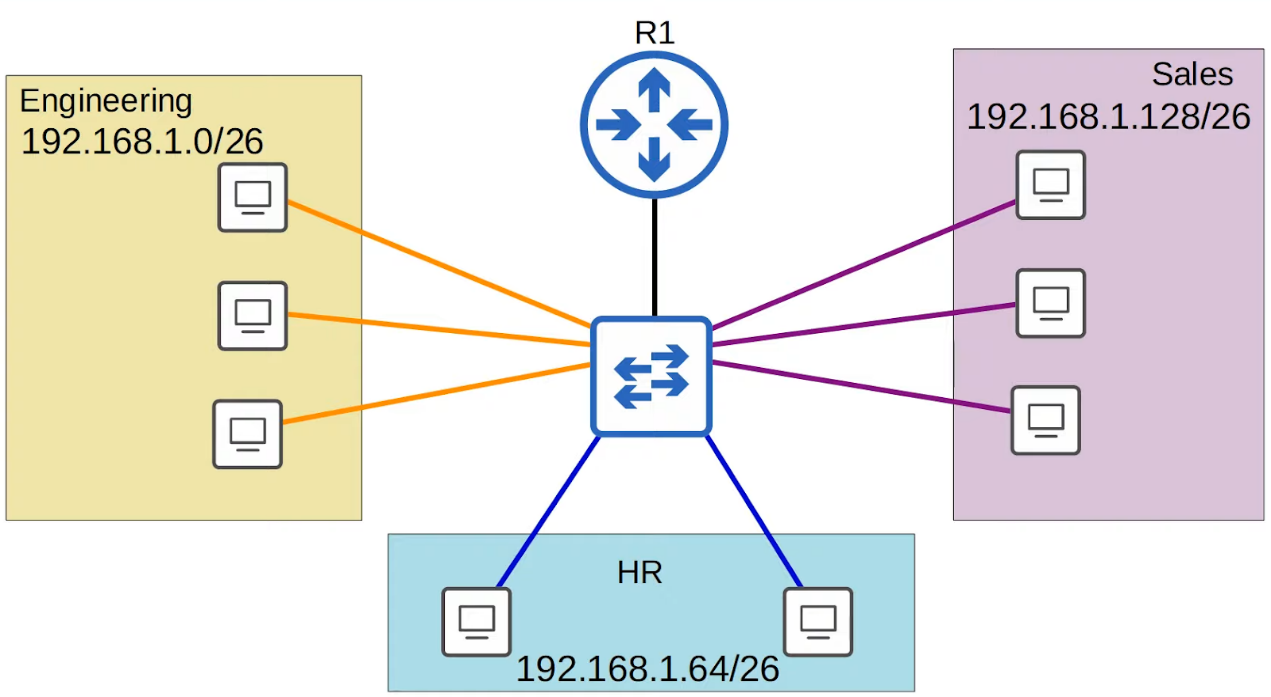 R1
Engineering
192.168.1.0/26
Sales
192.168.1.128/26
HR
192.168.1.64/26